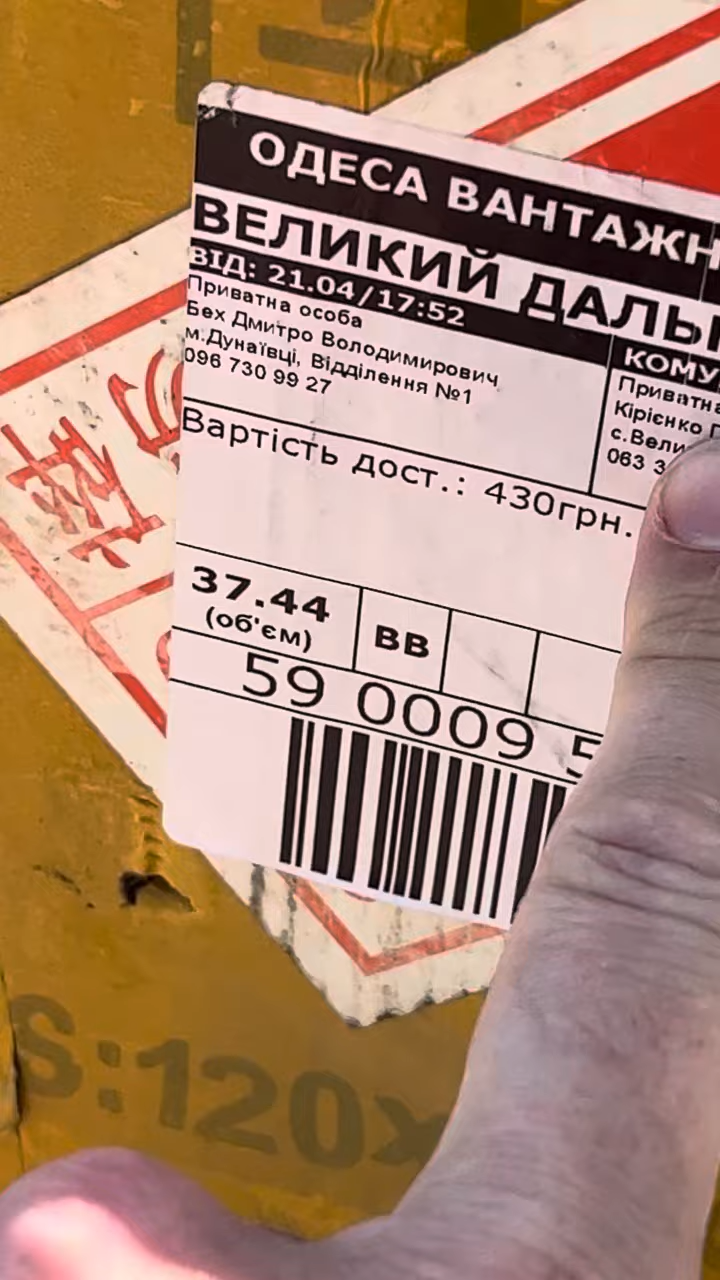 ОДЕСА ВАНТАЖН
ВЕЛИКИЙ ДАЛЬ
ВІД: 21.04/17:52
Приватна особа
Бех Дмитро Володимирович
м.Дунаївці, Відділення №1
096 730 99 27
КОМУ
Приватна
Кірієнко
с.Вели
063 3
Вартість дост.: 430грн.
37.44
(об'єм)
ВВ
59 0009 5
S:120x